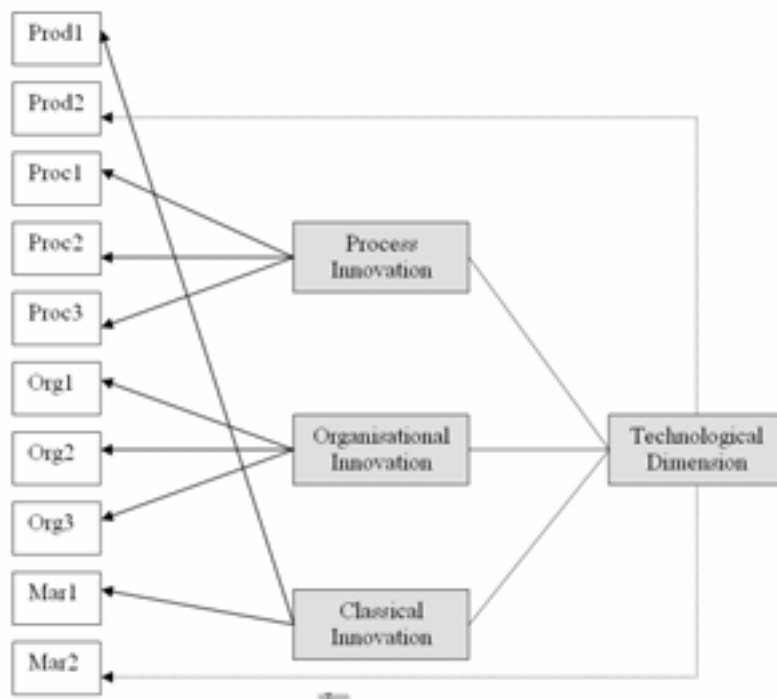 Prod1
Prod2
Proc1
Proc2
Proc3
Org1
Org2
Org3
Mar1
Mar2
Process
Innovation
Organisational
Innovation
Classical
Innovation
Technological
Dimension